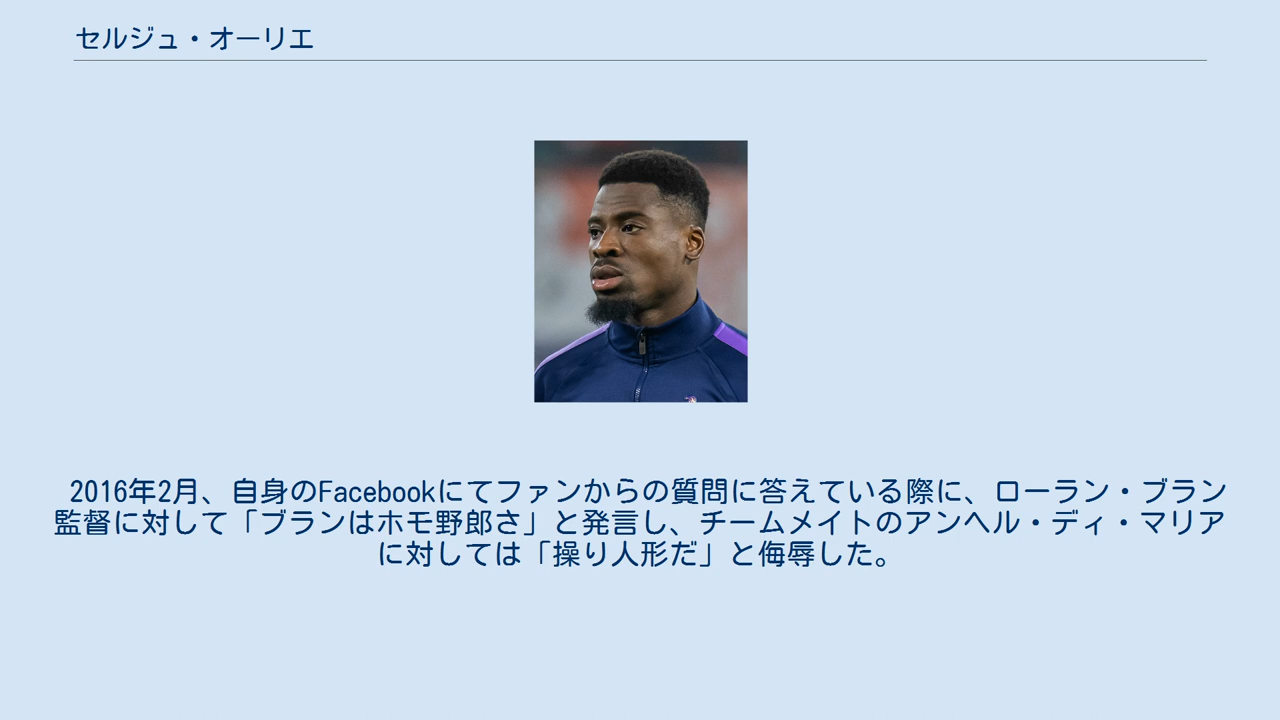 セルジュ・オーリエ
2016年2月、自身のFacebookにてファンからの質問に答えている際に、ローラン・ブラン
監督に対して「ブランはホモ野郎さ」と発言し、チームメイトのアンヘル・ディ・マリア
に対しては「操り人形だ」と侮辱した。